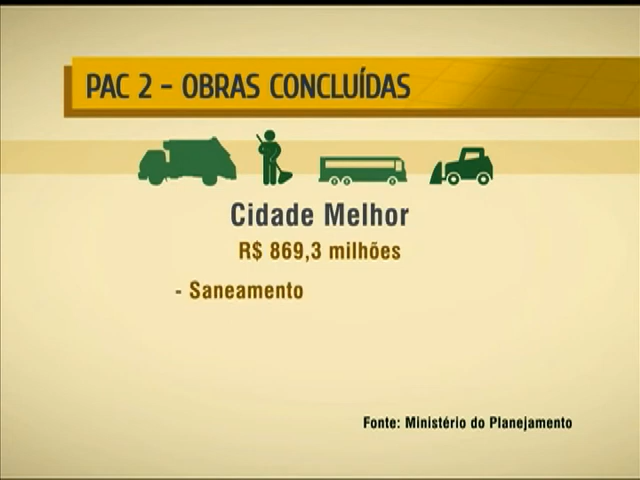 PAC 2 - OBRAS CONCLUÍDAS
Cidade Melhor
R$ 869,3 milhões
- Saneamento
Fonte: Ministério do Planejamento